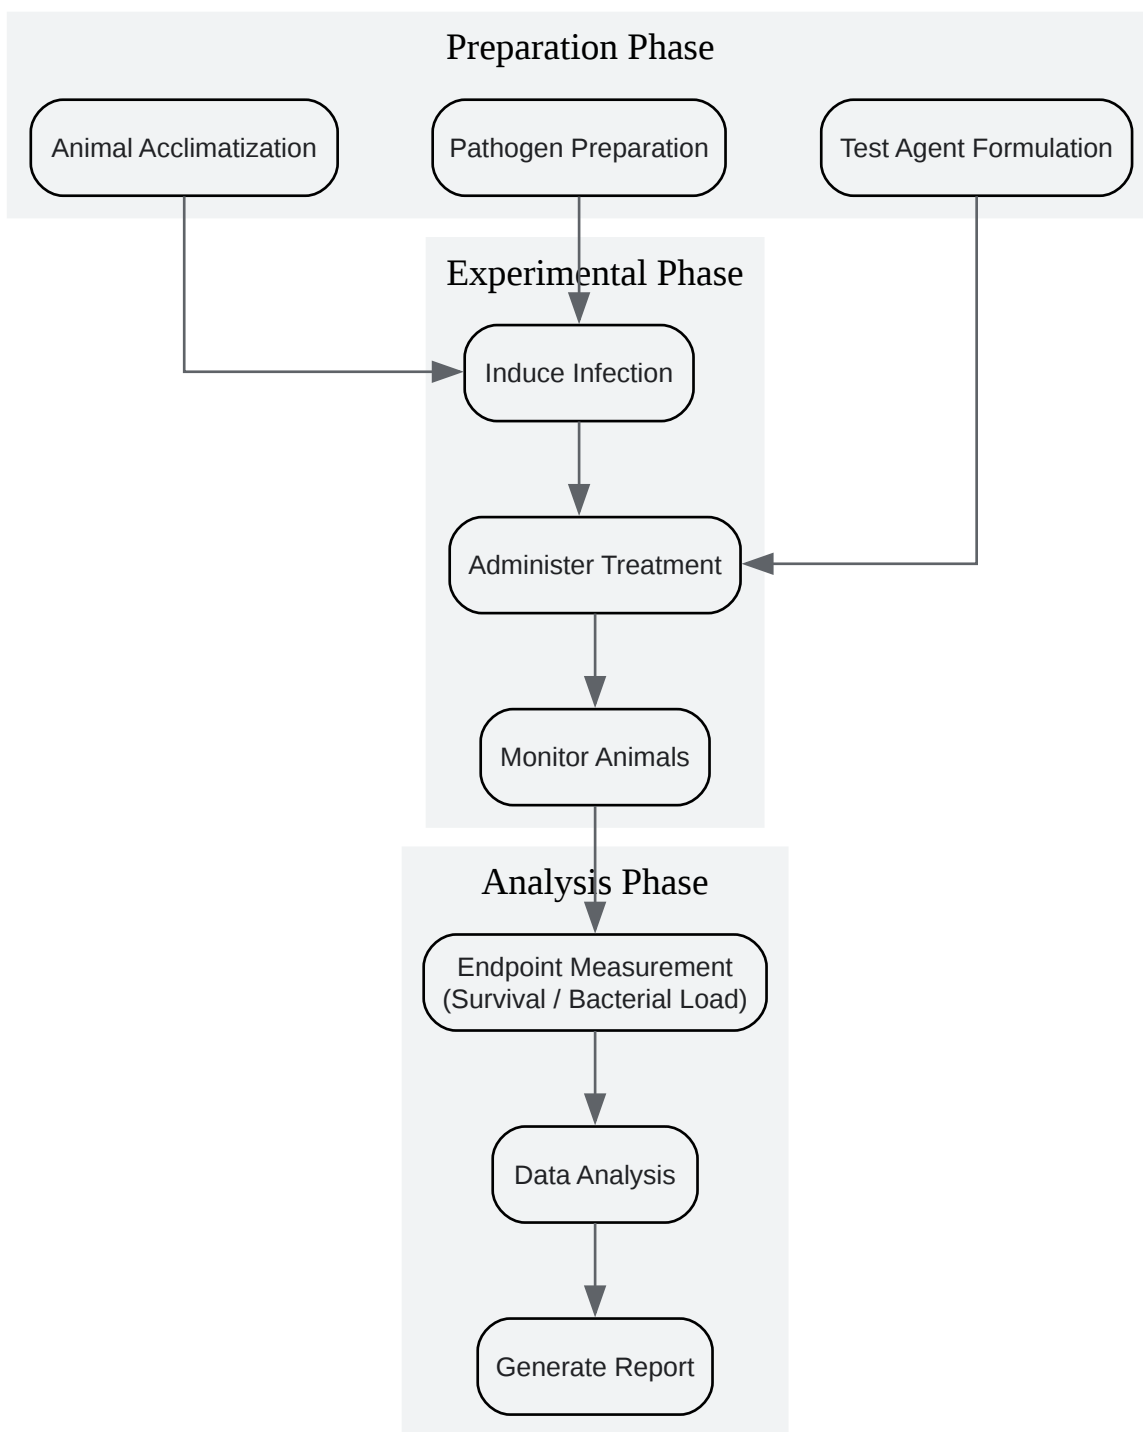 Preparation Phase
Animal Acclimatization
Pathogen Preparation
Test Agent Formulation
Experimental Phase
Induce Infection
Administer Treatment
Monitor Animals
Analysis Phase
Endpoint Measurement
(Survival / Bacterial Load)
Data Analysis
Generate Report